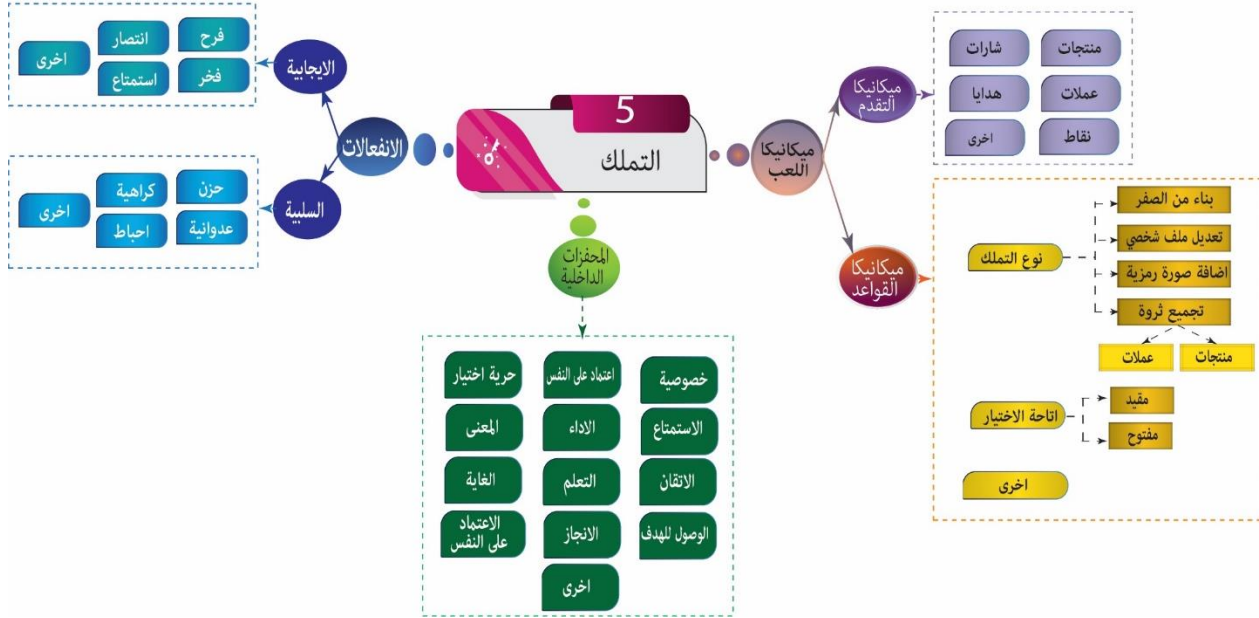 5
التملك
ميكانيكا
اللعب
ميكانيكا
التقدم
منتجات
شارات
عملات
هدايا
نقاط
اخرى
ميكانيكا
القواعد
نوع التملك
بناء من الصفر
تعديل ملف شخصي
اضافة صورة رمزية
تجميع ثروة
منتجات
عملات
اتاحة الاختيار
مقيد
مفتوح
اخرى
المحفزات
الداخلية
خصوصية
اعتماد على النفس
حرية اختيار
الاستمتاع
الاداء
المعنى
الاتقان
التعلم
الغاية
الوصول للهدف
الانجاز
الاعتماد
على النفس
اخرى
الانفعالات
الايجابية
فرح
انتصار
اخرى
فخر
استمتاع
السلبية
حزن
كراهية
اخرى
عدوانية
احباط